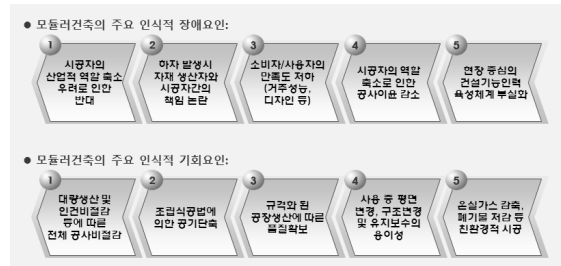 ● 모듈러건축의 주요 인식적 장애요인:
1
시공자의
산업적 역할 축소
우려로 인한
반대
2
하자 발생시
자재 생산자와
시공자간의
책임 논란
3
소비자/사용자의
만족도 저하
(거주성능,
디자인 등)
4
시공자의 역할
축소로 인한
공사이윤 감소
5
현장 중심의
건설기능인력
육성체계 부실화
● 모듈러건축의 주요 인식적 기회요인:
1
대량생산 및
인건비절감
등에 따른
전체 공사비절감
2
조립식공법에
의한 공기단축
3
규격화 된
공장생산에 따른
품질확보
4
사용 중 평면
변경, 구조변경
및 유지보수의
용이성
5
온실가스 감축,
폐기물 저감 등
친환경적 시공